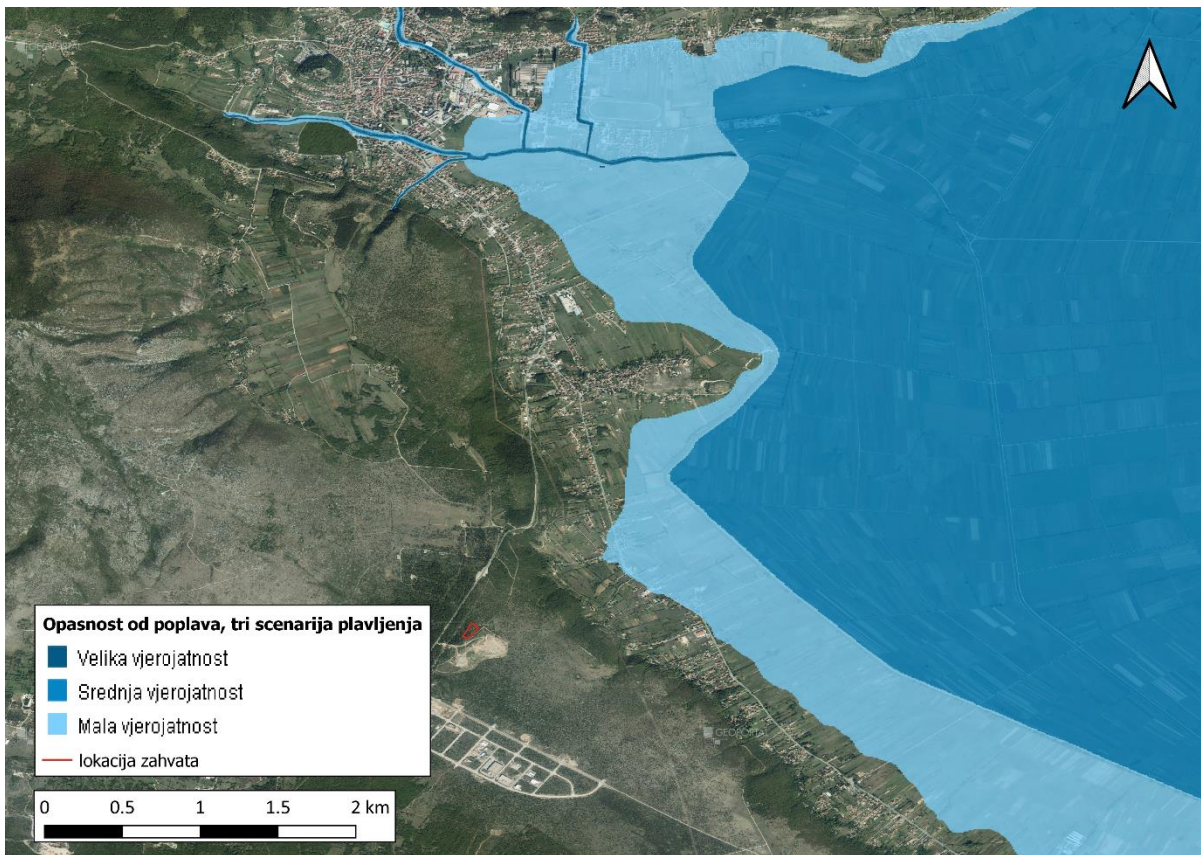 GEOPORTAL
Opasnost od poplava, tri scenarija plavljenja
Velika vjerojatnost
Srednja vjerojatnost
Mala vjerojatnost
lokacija zahvata
GEOPORTAL
0 0.5 1 1.5 2 km